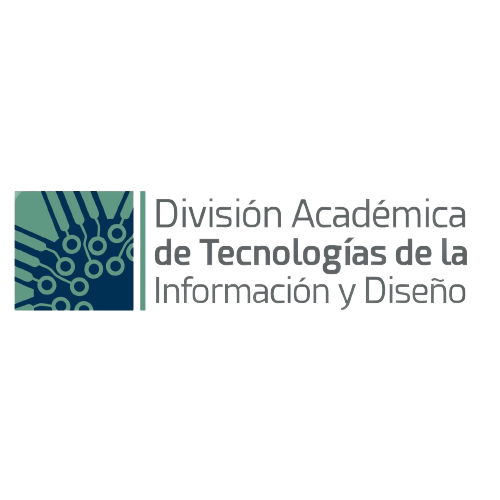 División Académica
de Tecnologías de la
Información y Diseño